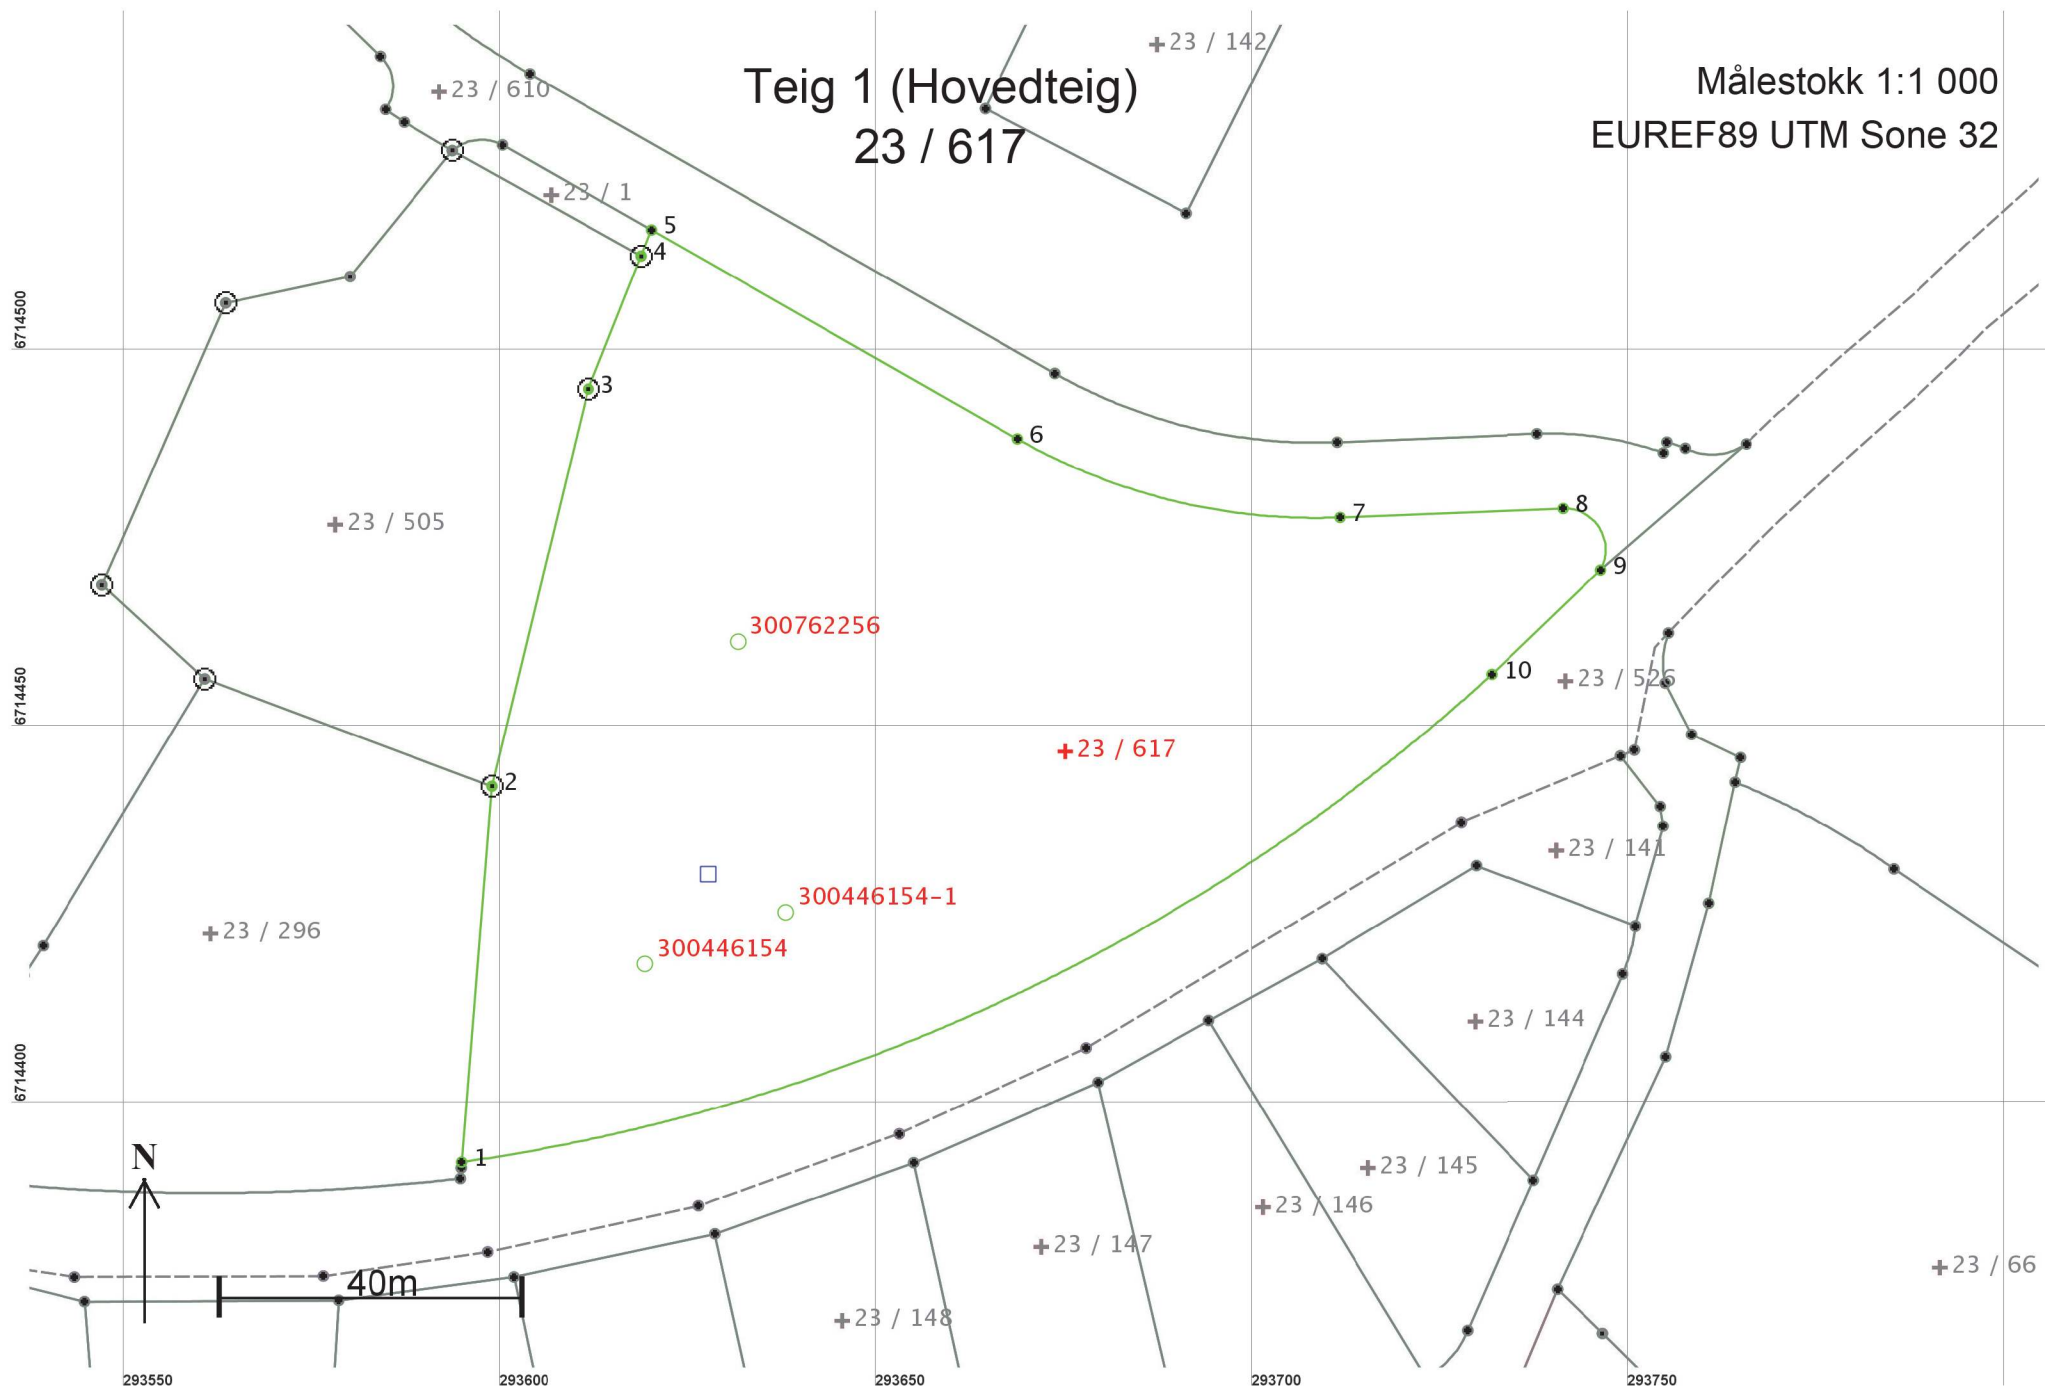 23 / 142
Teig 1 (Hovedteig)
23 / 617
Målestokk 1:1 000
EUREF89 UTM Sone 32
23 / 610
23 / 1
5
4
6714500
3
6
7
8
9
23 / 505
300762256
10
23 / 526
6714450
23 / 617
2
23 / 141
300446154-1
23 / 296
300446154
23 / 144
6714400
N
1
23 / 145
23 / 146
23 / 147
23 / 66
40m
23 / 148
293550
293600
293650
293700
293750